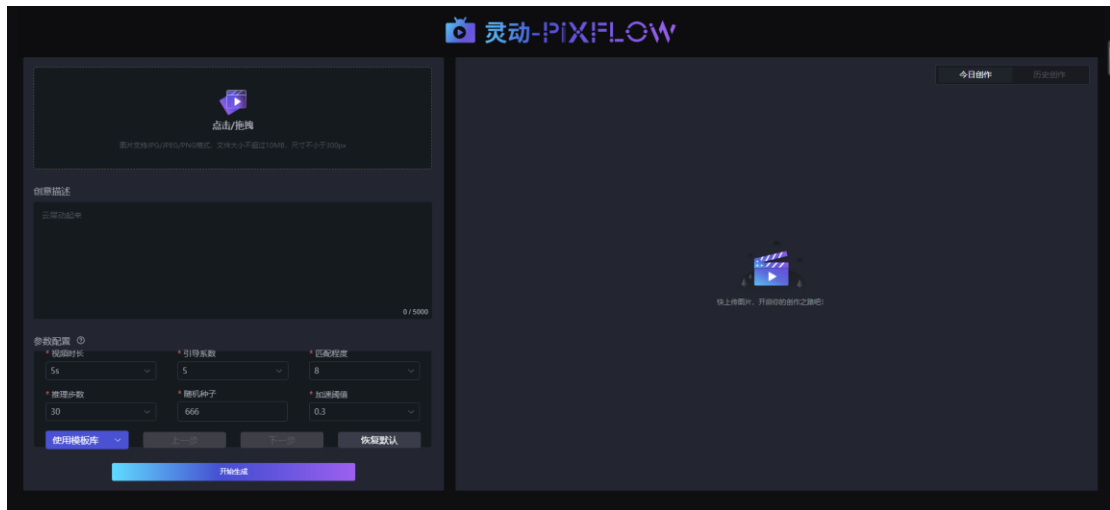 灵动-PIXFLOW
点击/拖拽
图片支持JPG/JPEG/PNG格式，文件大小不超过10MB，尺寸不小于300px
创意描述
云层动起来
0 / 5000
参数配置
* 视频时长 * 引导系数 * 匹配程度
5s 5 8
* 推理步数 * 随机种子 * 加速阈值
30 666 0.3
使用模板库 上一步 下一步 恢复默认
开始生成
今日创作 历史创作
快上传图片，开启你的创作之路吧！